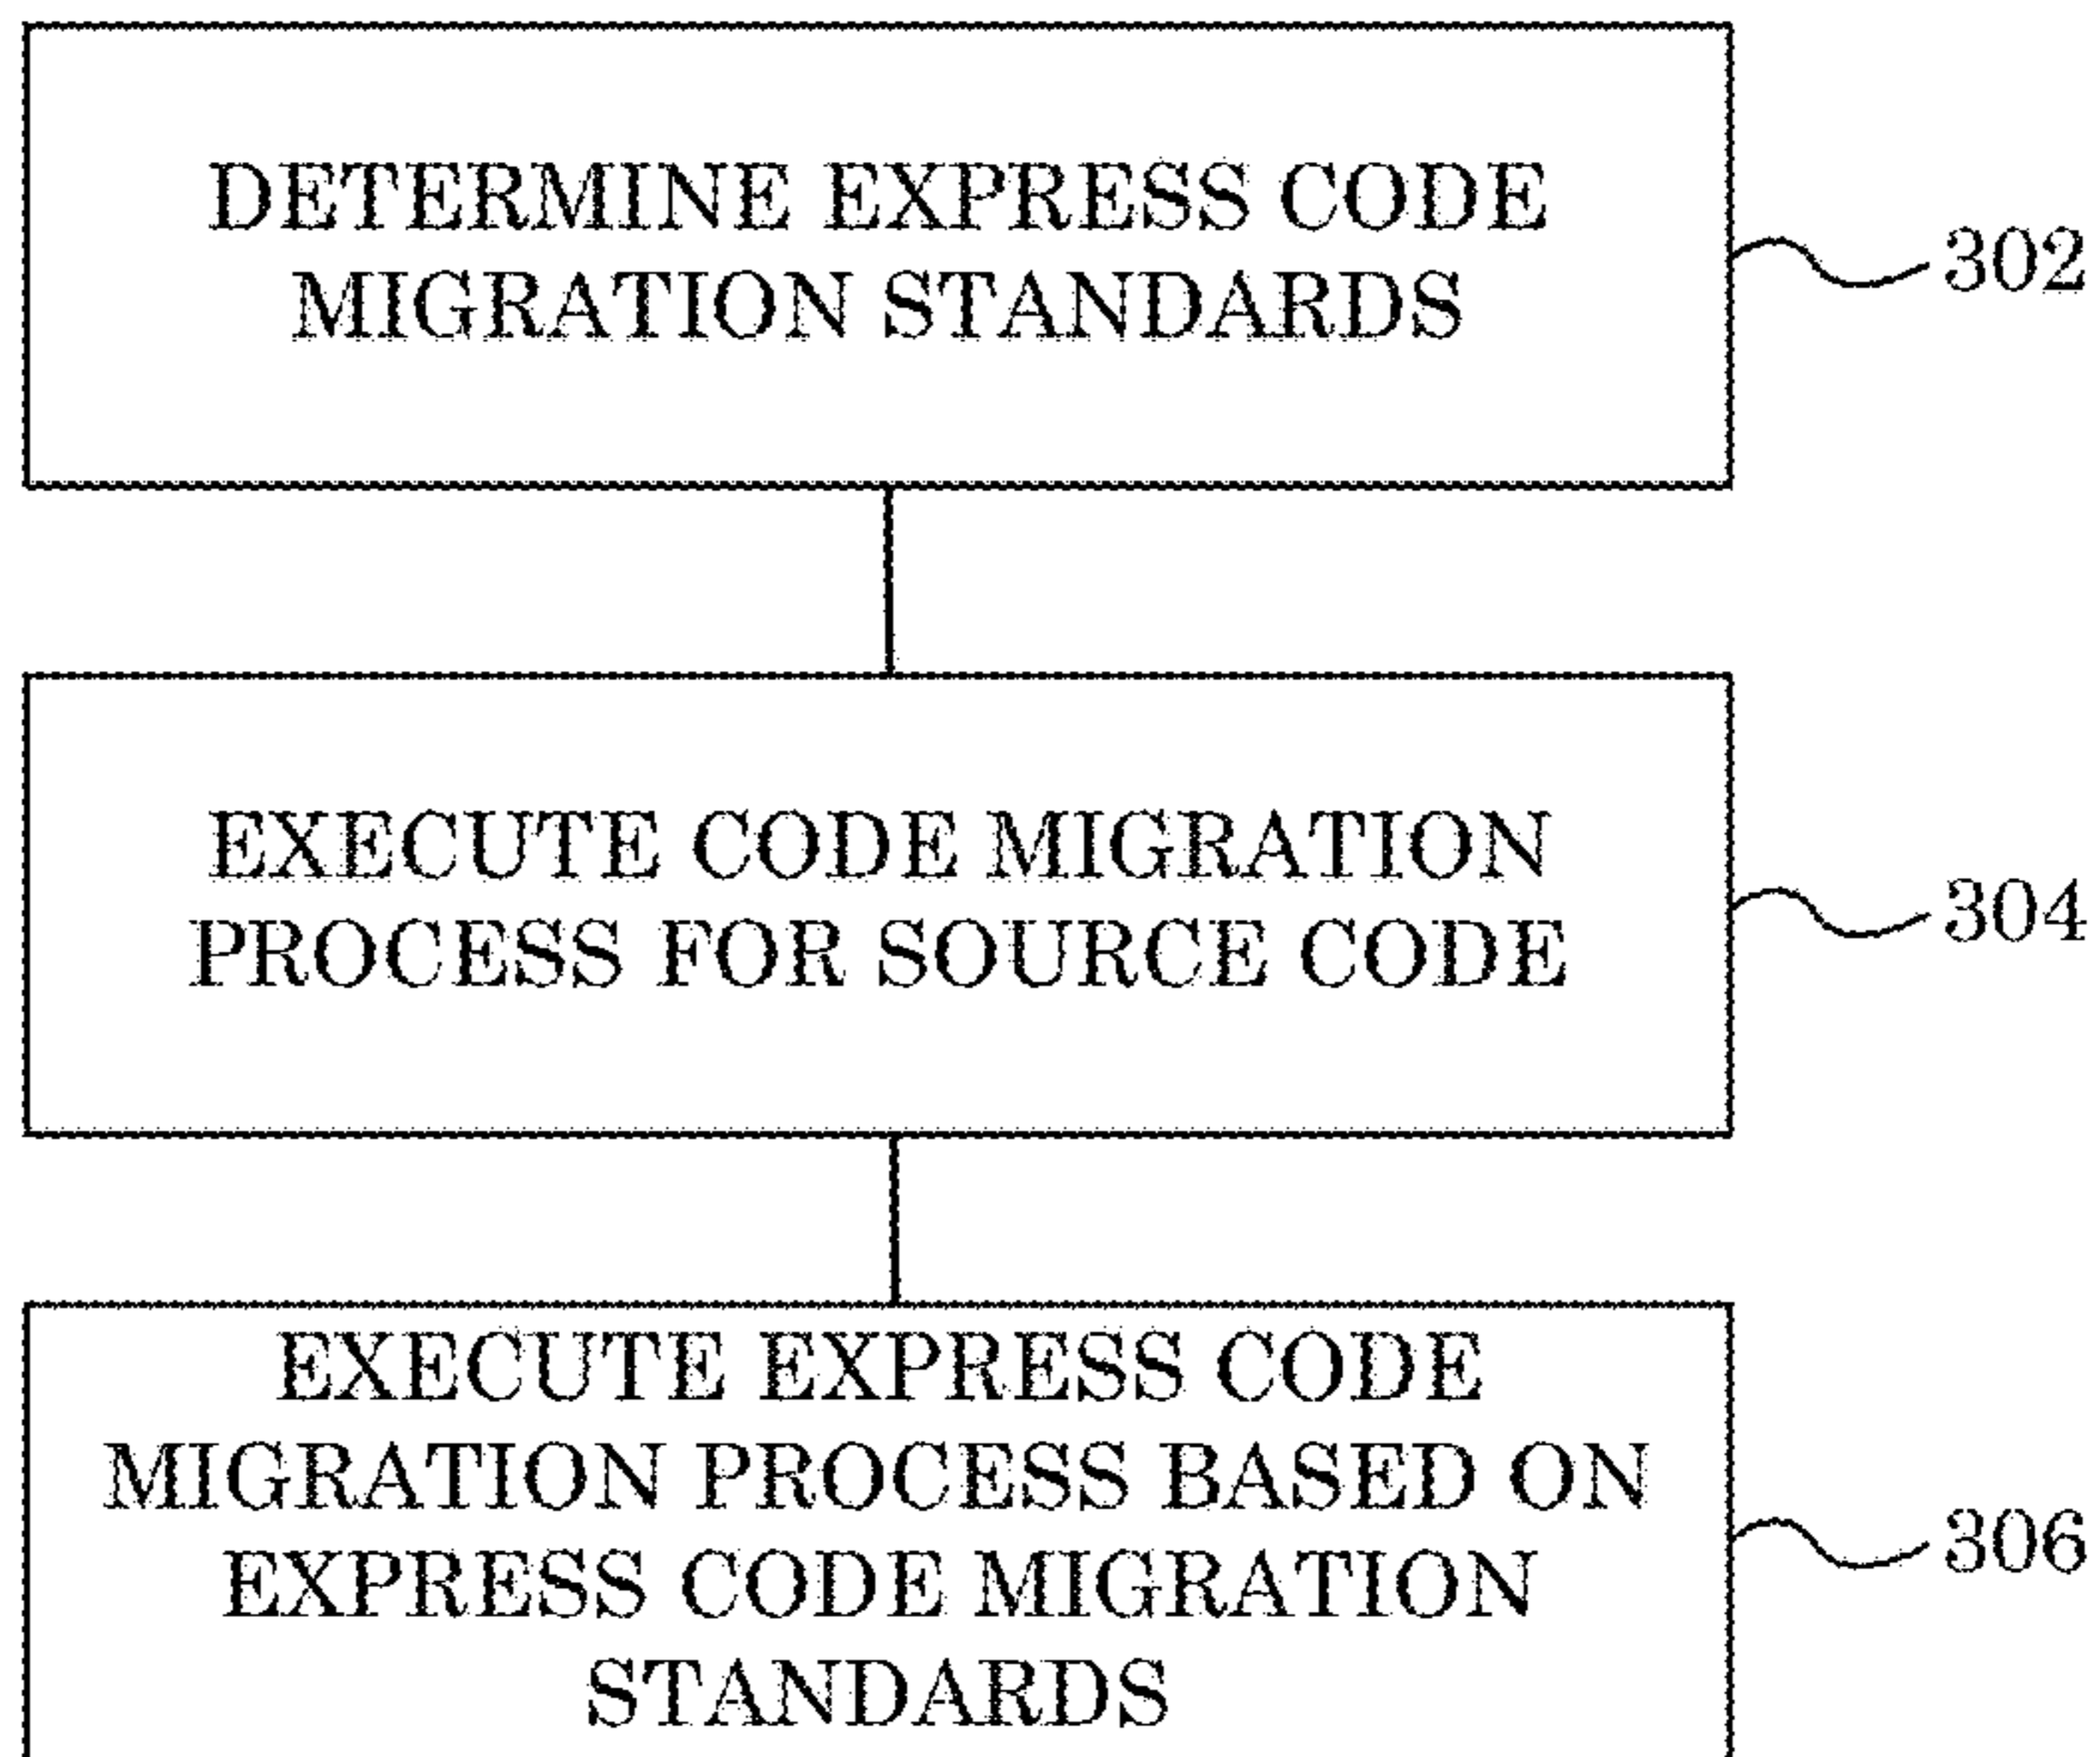 DETERMINE EXPRESS CODE
MIGRATION STANDARDS
302
EXECUTE CODE MIGRATION
PROCESS FOR SOURCE CODE
304
EXECUTE EXPRESS CODE
MIGRATION PROCESS BASED ON
EXPRESS CODE MIGRATION
STANDARDS
306